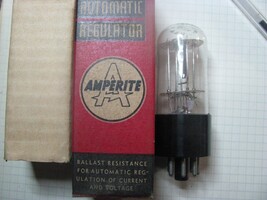 AUTOMATIC
REGULATOR
AMPERITE
BALLAST RESISTANCE
FOR AUTOMATIC REG-
ULATION OF CURRENT
AND VOLTAGE